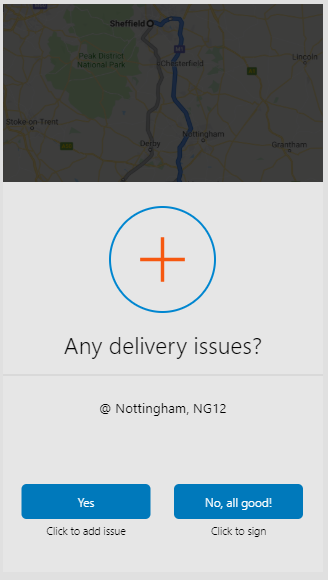 Sheffield
Peak District
National Park
Chesterfield
Lincoln
Stoke-on-Trent
Nottingham
Derby
Grantham
Any delivery issues?
@ Nottingham, NG12
Yes
No, all good!
Click to add issue
Click to sign